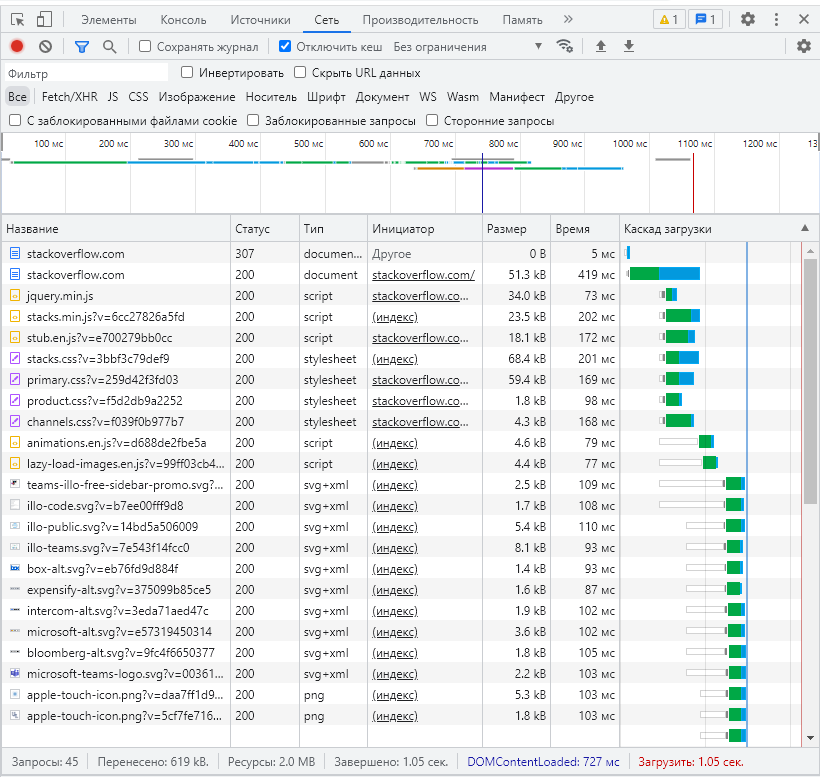 Элементы Консоль Источники Сеть Производительность Память » 1 1
Сохранять журнал Отключить кеш Без ограничения
Фильтр Инвертировать Скрыть URL данных
Все Fetch/XHR JS CSS Изображение Носитель Шрифт Документ WS Wasm Манифест Другое
С заблокированными файлами cookie Заблокированные запросы Сторонние запросы
100 мс 200 мс 300 мс 400 мс 500 мс 600 мс 700 мс 800 мс 900 мс 1000 мс 1100 мс 1200 мс 13
Название Статус Тип Инициатор Размер Время Каскад загрузки
stackoverflow.com 307 documen... Другое 0 B 5 мс
stackoverflow.com 200 document stackoverflow.com/ 51.3 kB 419 мс
jquery.min.js 200 script stackoverflow.co... 34.0 kB 73 мс
stacks.min.js?v=6cc27826a5fd 200 script (индекс) 23.5 kB 202 мс
stub.en.js?v=e700279bb0cc 200 script stackoverflow.co... 18.1 kB 172 мс
stacks.css?v=3bbf3c79def9 200 stylesheet (индекс) 68.4 kB 201 мс
primary.css?v=259d42f3fd03 200 stylesheet stackoverflow.co... 59.4 kB 169 мс
product.css?v=f5d2db9a2252 200 stylesheet stackoverflow.co... 1.8 kB 98 мс
channels.css?v=f039f0b977b7 200 stylesheet stackoverflow.co... 4.3 kB 168 мс
animations.en.js?v=d688de2fbe5a 200 script (индекс) 4.6 kB 79 мс
lazy-load-images.en.js?v=99ff03cb4... 200 script (индекс) 4.4 kB 77 мс
teams-illo-free-sidebar-promo.svg?... 200 svg+xml (индекс) 2.5 kB 109 мс
illo-code.svg?v=b7ee00fff9d8 200 svg+xml (индекс) 1.7 kB 108 мс
illo-public.svg?v=14bd5a506009 200 svg+xml (индекс) 5.4 kB 110 мс
illo-teams.svg?v=7e543f14fcc0 200 svg+xml (индекс) 8.1 kB 93 мс
box-alt.svg?v=eb76fd9d884f 200 svg+xml (индекс) 1.4 kB 93 мс
expensify-alt.svg?v=375099b85ce5 200 svg+xml (индекс) 1.6 kB 87 мс
intercom-alt.svg?v=3eda71aed47c 200 svg+xml (индекс) 1.9 kB 102 мс
microsoft-alt.svg?v=e57319450314 200 svg+xml (индекс) 3.6 kB 102 мс
bloomberg-alt.svg?v=9fc4f6650377 200 svg+xml (индекс) 1.8 kB 105 мс
microsoft-teams-logo.svg?v=00361... 200 svg+xml (индекс) 2.2 kB 103 мс
apple-touch-icon.png?v=daa7ff1d9... 200 png (индекс) 5.3 kB 103 мс
apple-touch-icon.png?v=5cf7fe716... 200 png (индекс) 1.8 kB 103 мс
Запросы: 45 Перенесено: 619 kB. Ресурсы: 2.0 MB Завершено: 1.05 сек. DOMContentLoaded: 727 мс Загрузить: 1.05 сек.